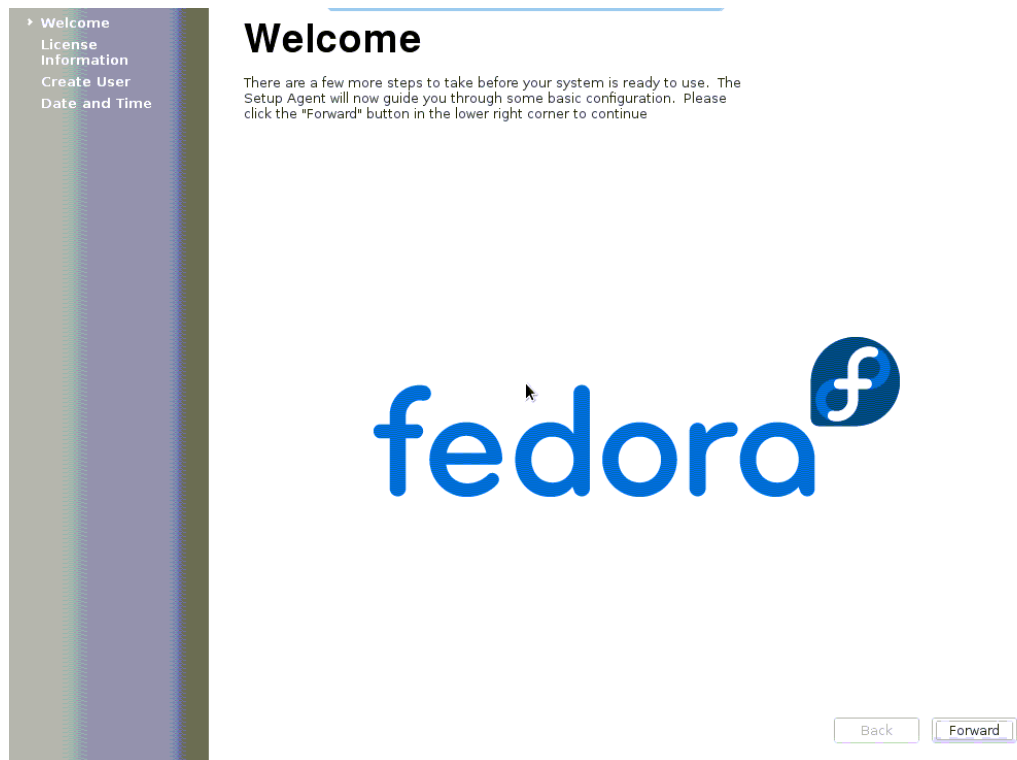 Welcome
License
Information
Create User
Date and Time
Welcome
There are a few more steps to take before your system is ready to use.  The
Setup Agent will now guide you through some basic configuration.  Please
click the "Forward" button in the lower right corner to continue
fedora
Back
Forward